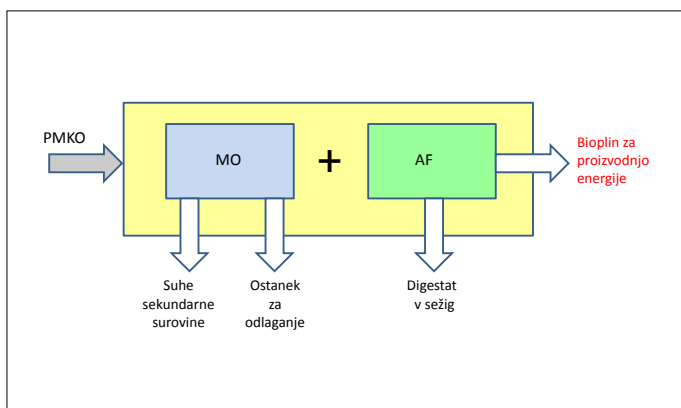 PMKO
MO
+
AF
Bioplin za
proizvodnjo
energije
Suhe
sekundarne
surovine
Ostanek
za
odlaganje
Digestat
v sežig